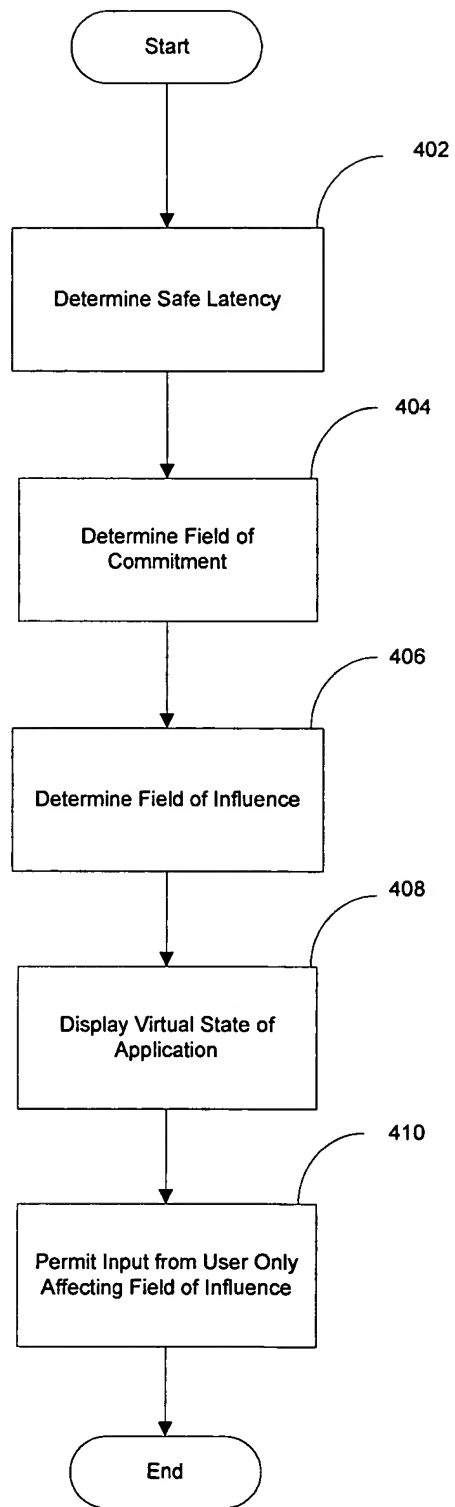 Start
402
Determine Safe Latency
404
Determine Field of
Commitment
406
Determine Field of Influence
408
Display Virtual State of
Application
410
Permit Input from User Only
Affecting Field of Influence
End